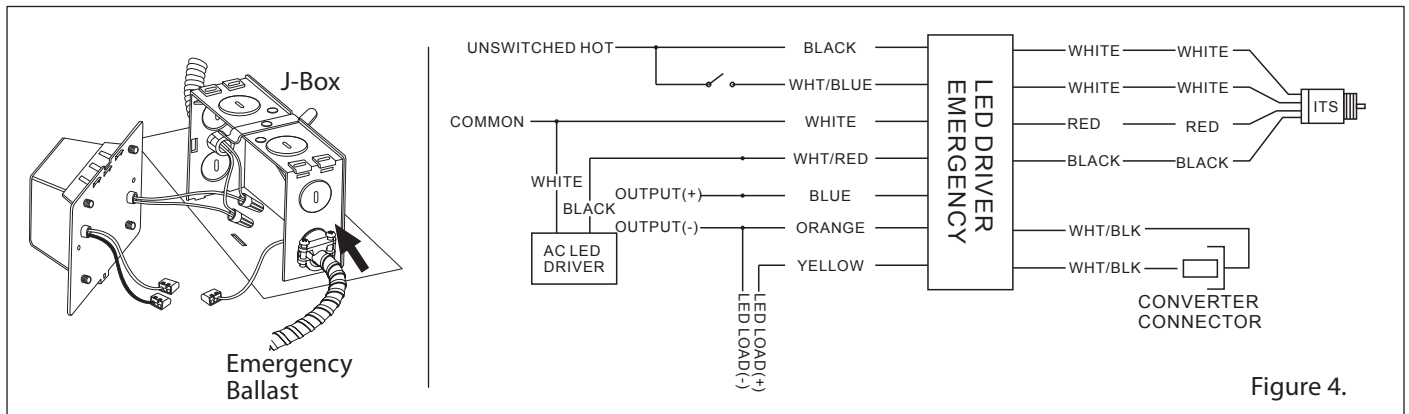 J-Box
Emergency
Ballast
UNSWITCHED HOT
BLACK
WHT/BLUE
COMMON
WHITE
WHT/RED
WHITE
BLACK
OUTPUT(+)
BLUE
OUTPUT(-)
ORANGE
YELLOW
AC LED
DRIVER
LED LOAD(-)
LED LOAD(+)
LED DRIVER
EMERGENCY
WHITE
WHITE
WHITE
WHITE
RED
RED
BLACK
BLACK
ITS
WHT/BLK
WHT/BLK
CONVERTER
CONNECTOR
Figure 4.